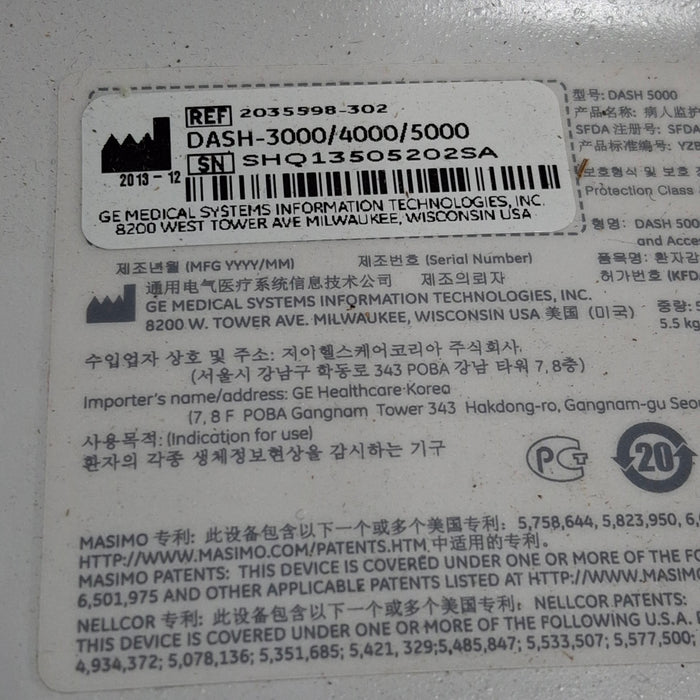 REF 2035598-302
DASH-3000/4000/5000
SN SHQ13505202SA
2013-12
GE MEDICAL SYSTEMS INFORMATION TECHNOLOGIES, INC.
8200 WEST TOWER AVE MILWAUKEE, WISCONSIN USA
型号: DASH 5000
产品名称: 病人监护
SFDA 注册号: SFDA
产品标准编号: YZB
保护形式 및 보호
Protection Class
형명: DASH 500
and Acce
품목명: 환자감
허가번호 (KFD
중량: 5
5.5 kg
제조년월 (MFG YYYY/MM) 제조번호 (Serial Number)
通用电气医疗系统信息技术公司 제조의뢰자
GE MEDICAL SYSTEMS INFORMATION TECHNOLOGIES, INC.
8200 W. TOWER AVE. MILWAUKEE, WISCONSIN USA 美国 (미국)
수입업자 상호 및 주소: 지이헬스케어코리아 주식회사.
(서울시 강남구 학동로 343 POBA 강남 타워 7, 8층)
Importer's name/address: GE Healthcare Korea
(7, 8 F POBA Gangnam Tower 343 Hakdong-ro, Gangnam-gu Seou
사용목적: (Indication for use)
환자의 각종 생체정보현상을 감시하는 기구
PCT
20
MASIMO 专利: 此设备包含以下一个或多个美国专利: 5,758,644, 5,823,950, 6,0
HTTP://WWW.MASIMO.COM/PATENTS.HTM 中适用的专利.
MASIMO PATENTS: THIS DEVICE IS COVERED UNDER ONE OR MORE OF THE FO
6,501,975 AND OTHER APPLICABLE PATENTS LISTED AT HTTP://WWW.MASIMO
NELLCOR 专利: 此设备包含以下一个或多个美国专利: NELLCOR PATENTS:
THIS DEVICE IS COVERED UNDER ONE OR MORE OF THE FOLLOWING U.S.A. P
4,934,372; 5,078,136; 5,351,685; 5,421, 329; 5,485,847; 5,533,507; 5,577,500;